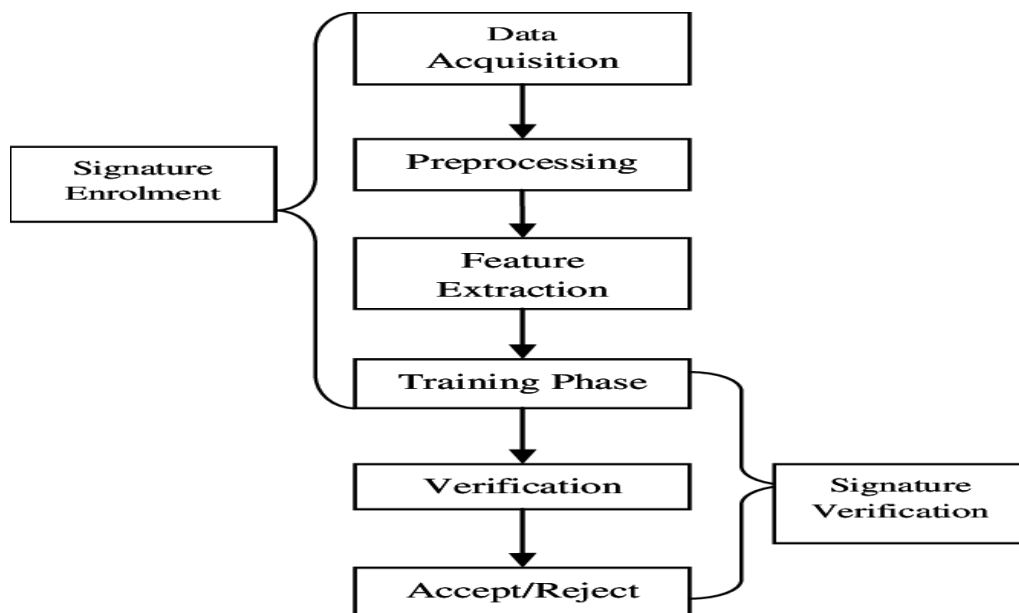 Data
Acquisition
Signature
Enrolment
Preprocessing
Feature
Extraction
Training Phase
Verification
Signature
Verification
Accept/Reject